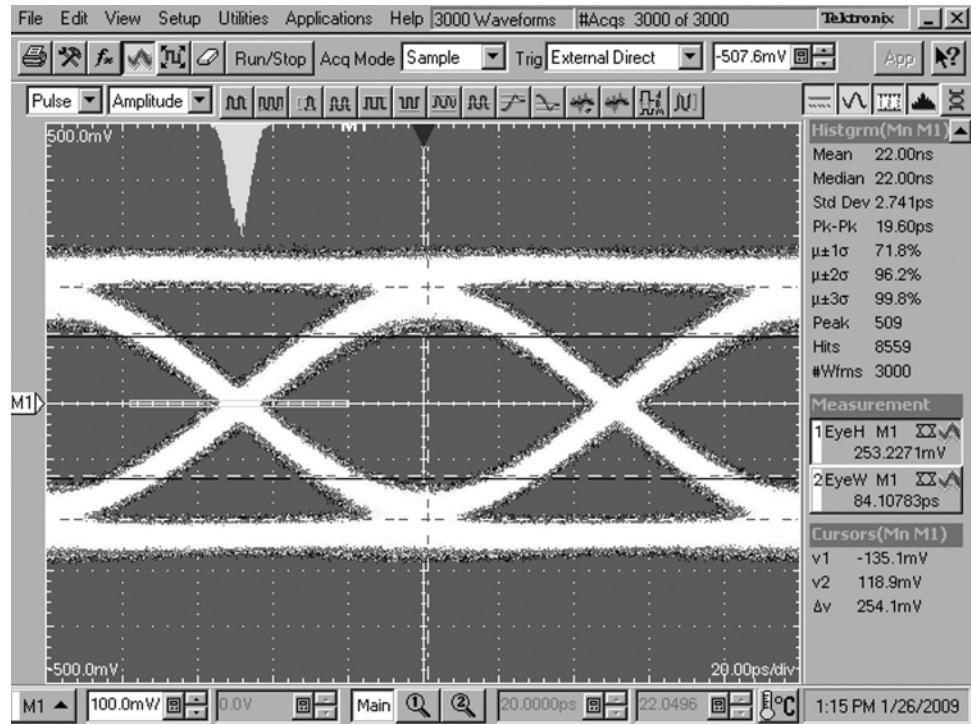 File Edit View Setup Utilities Applications Help 3000 Waveforms #Acqs 3000 of 3000 Tektronix
Run/Stop Acq Mode Sample Trig External Direct -507.6mV App
Pulse Amplitude
500.0mV
M1
Histgrm(Mn M1)
Mean 22.00ns
Median 22.00ns
Std Dev 2.741ps
Pk-Pk 19.60ps
µ±1σ 71.8%
µ±2σ 96.2%
µ±3σ 99.8%
Peak 509
Hits 8559
#Wfms 3000
M1
Measurement
1 EyeH M1
253.2271mV
2 EyeW M1
84.10783ps
Cursors(Mn M1)
v1 -135.1mV
v2 118.9mV
Δv 254.1mV
-500.0mV 20.00ps/div
M1 100.0mV/ 0.0V Main 1 2 20.0000ps 22.0496 °C 1:15 PM 1/26/2009